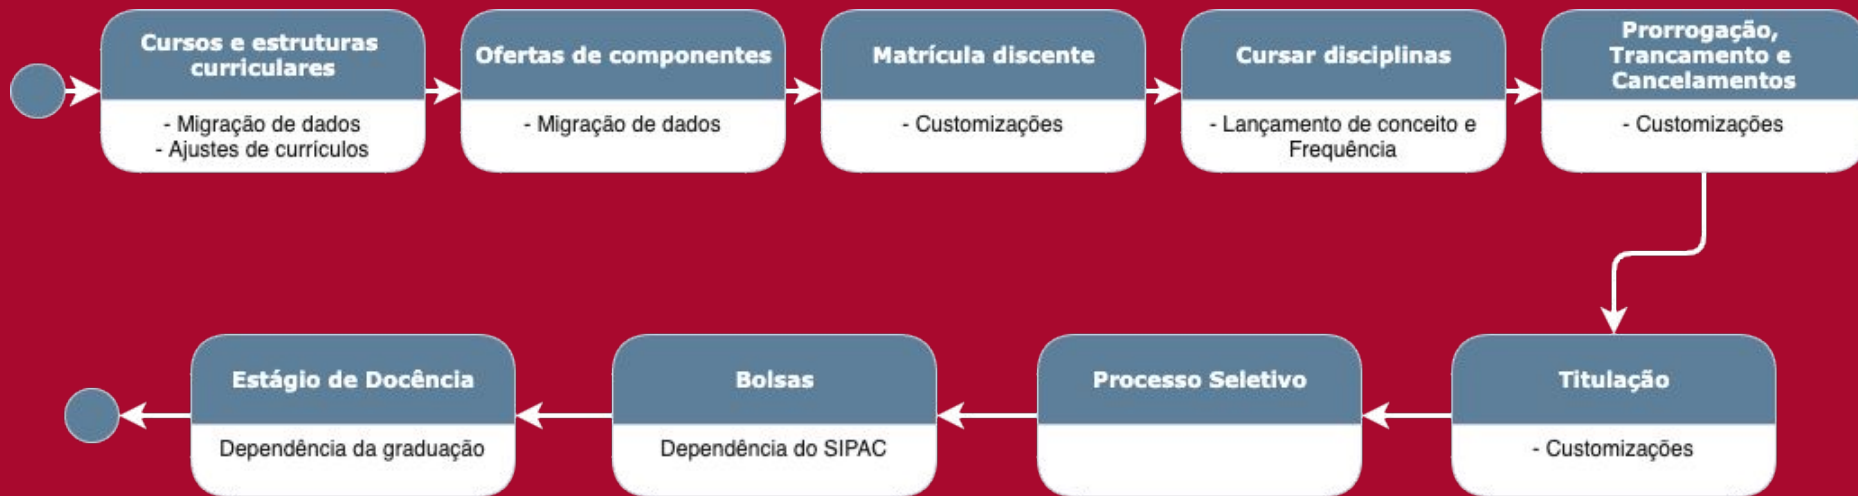 Cursos e estruturas
curriculares
- Migração de dados
- Ajustes de currículos
Ofertas de componentes
- Migração de dados
Matrícula discente
- Customizações
Cursar disciplinas
- Lançamento de conceito e
Frequência
Prorrogação,
Trancamento e
Cancelamentos
- Customizações
Estágio de Docência
Dependência da graduação
Bolsas
Dependência do SIPAC
Processo Seletivo
Titulação
- Customizações